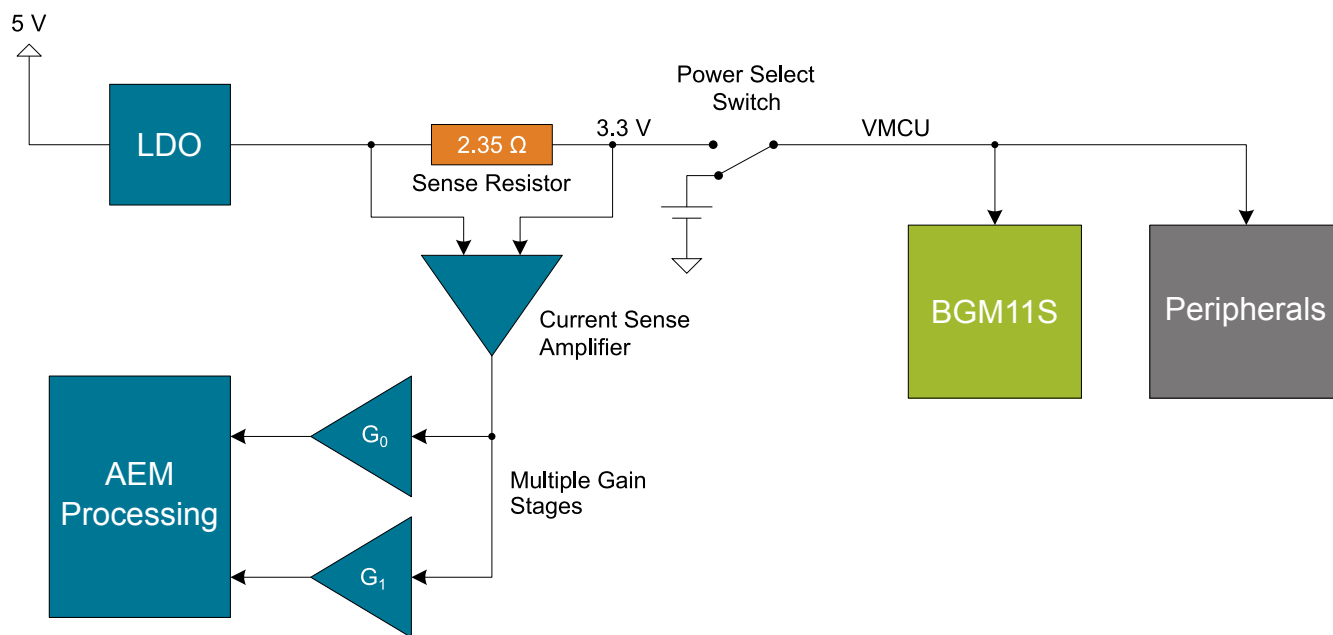 5 V
LDO
2.35 Ω
Sense Resistor
3.3 V
Power Select
Switch
VMCU
BGM11S
Peripherals
Current Sense
Amplifier
AEM
Processing
G₀
G₁
Multiple Gain
Stages